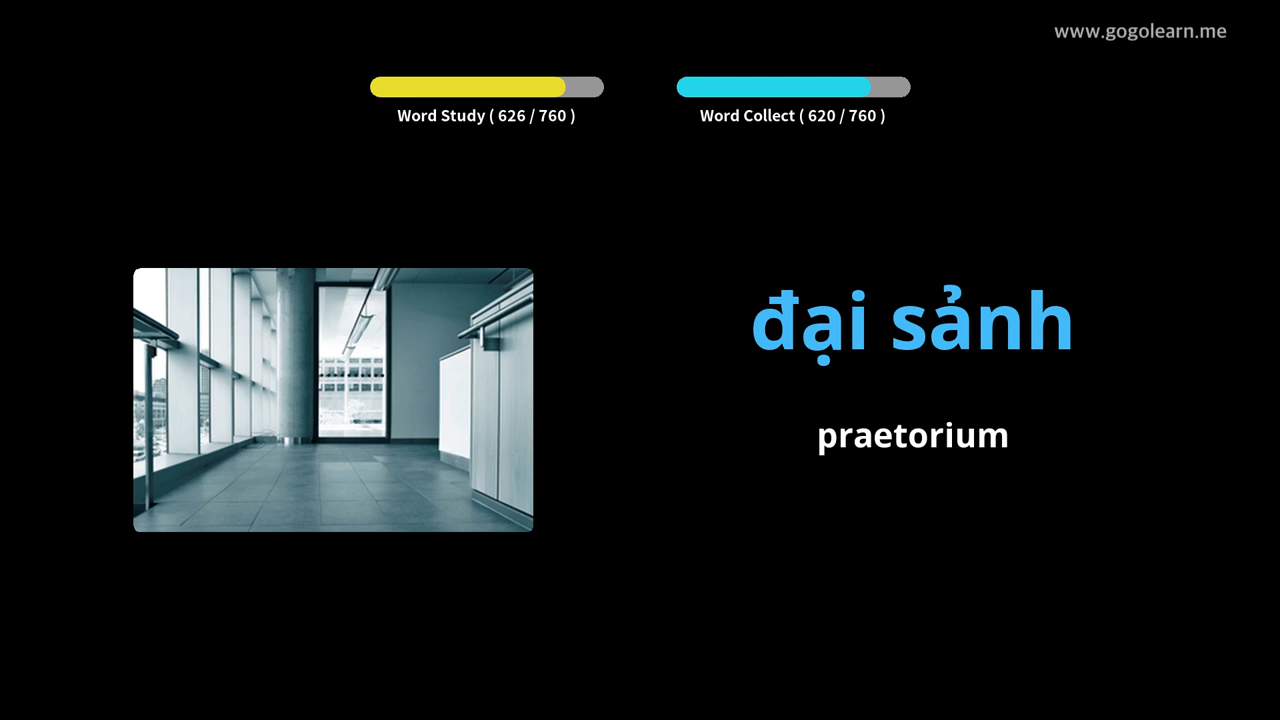 www.gogolearn.me
Word Study ( 626 / 760 )
Word Collect ( 620 / 760 )
đại sảnh
praetorium